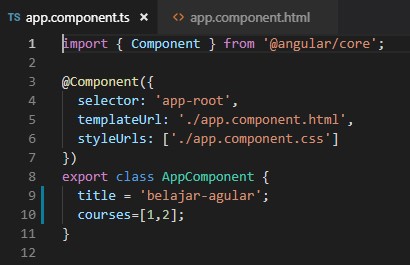 TS app.component.ts × <> app.component.html
1 import { Component } from '@angular/core';
2
3 @Component({
4 selector: 'app-root',
5 templateUrl: './app.component.html',
6 styleUrls: ['./app.component.css']
7 })
8 export class AppComponent {
9 title = 'belajar-agular';
10 courses=[1,2];
11 }
12